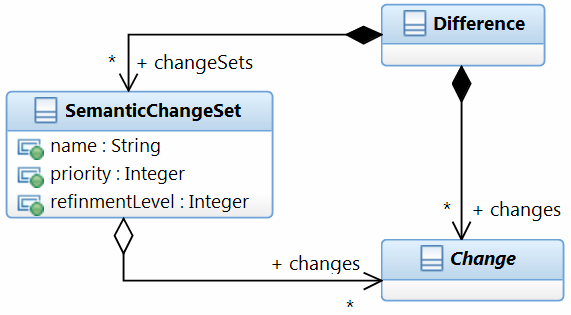 Difference
* + changeSets
SemanticChangeSet
name : String
priority : Integer
refinmentLevel : Integer
* + changes
Change
+ changes
*